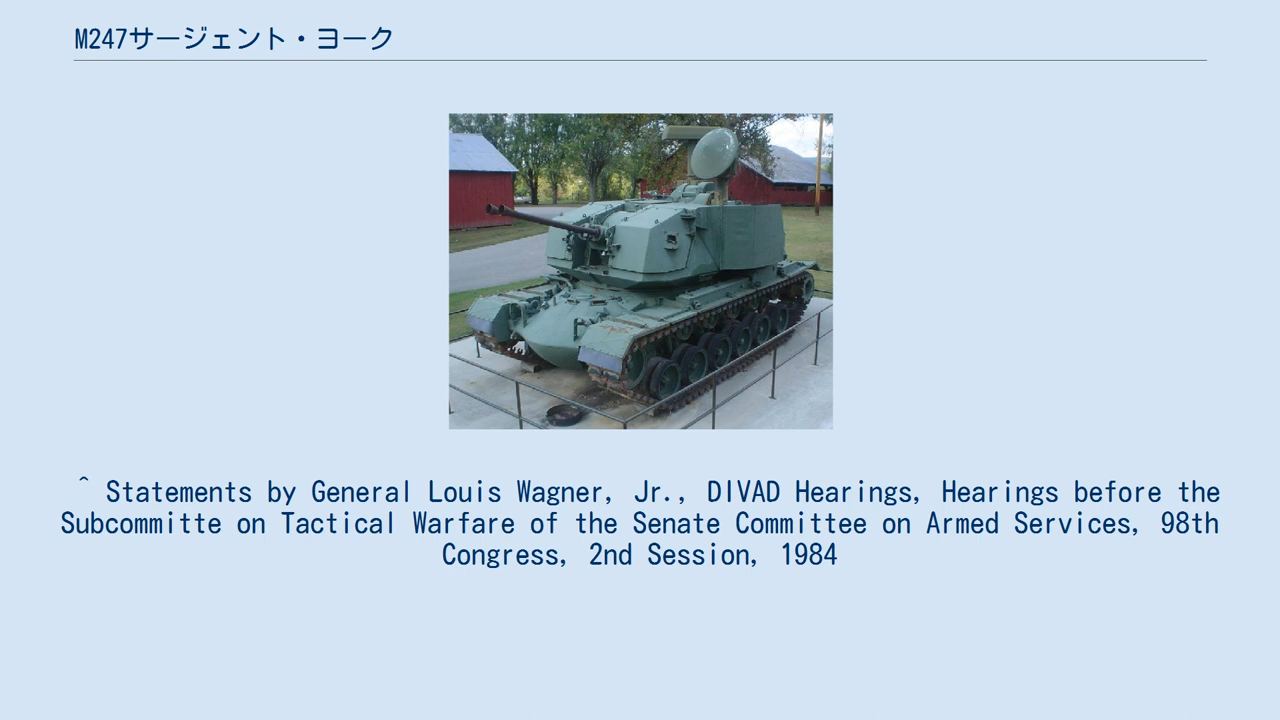 M247サージェント・ヨーク
^ Statements by General Louis Wagner, Jr., DIVAD Hearings, Hearings before the
Subcommitte on Tactical Warfare of the Senate Committee on Armed Services, 98th
Congress, 2nd Session, 1984